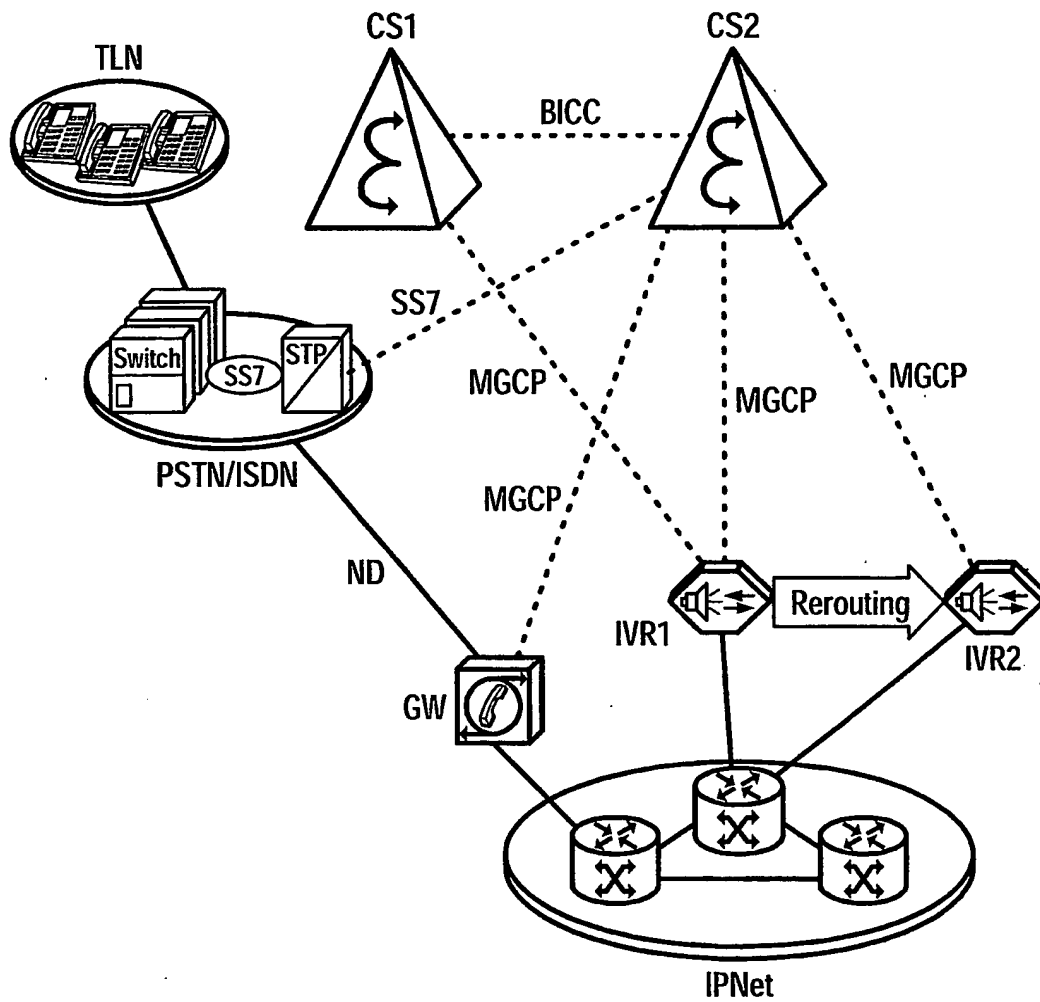 CS1
CS2
TLN
BICC
SS7
Switch
SS7
STP
MGCP
MGCP
MGCP
PSTN/ISDN
MGCP
ND
Rerouting
IVR1
IVR2
GW
IPNet